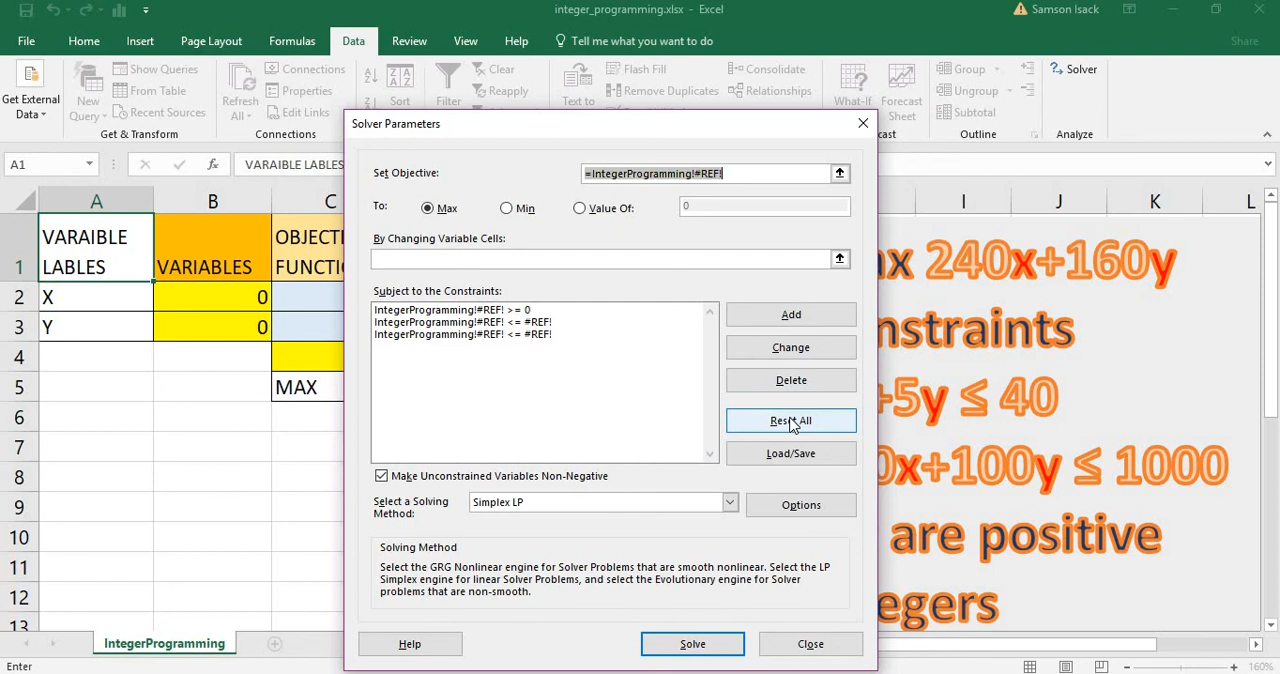 integer_programming.xlsx - Excel
Samson Isack
File Home Insert Page Layout Formulas Data Review View Help Tell me what you want to do Share
Get External Data
New Query
Show Queries
From Table
Recent Sources
Get & Transform
Refresh All
Connections
Properties
Edit Links
Connections
Sort
Filter
Clear
Reapply
Text to
Flash Fill
Remove Duplicates
Consolidate
Relationships
What-If
Forecast Sheet
Group
Ungroup
Subtotal
Outline
Solver
Analyze
A1
VARAIBLE LABLES
A B C I J K L
1 VARAIBLE LABLES VARIABLES
2 X 0
3 Y 0
4
5 MAX
6
7
8
9
10
11
12
13
Solver Parameters
Set Objective: =IntegerProgramming!#REF!
To: Max Min Value Of: 0
By Changing Variable Cells:
Subject to the Constraints:
IntegerProgramming!#REF! >= 0
IntegerProgramming!#REF! <= #REF!
IntegerProgramming!#REF! <= #REF!
Add
Change
Delete
Reset All
Load/Save
Make Unconstrained Variables Non-Negative
Select a Solving Method: Simplex LP Options
Solving Method
Select the GRG Nonlinear engine for Solver Problems that are smooth nonlinear. Select the LP
Simplex engine for linear Solver Problems, and select the Evolutionary engine for Solver
problems that are non-smooth.
Help Solve Close
240x+160y
+5y ≤ 40
x+100y ≤ 1000
are positive
IntegerProgramming
Enter
160%